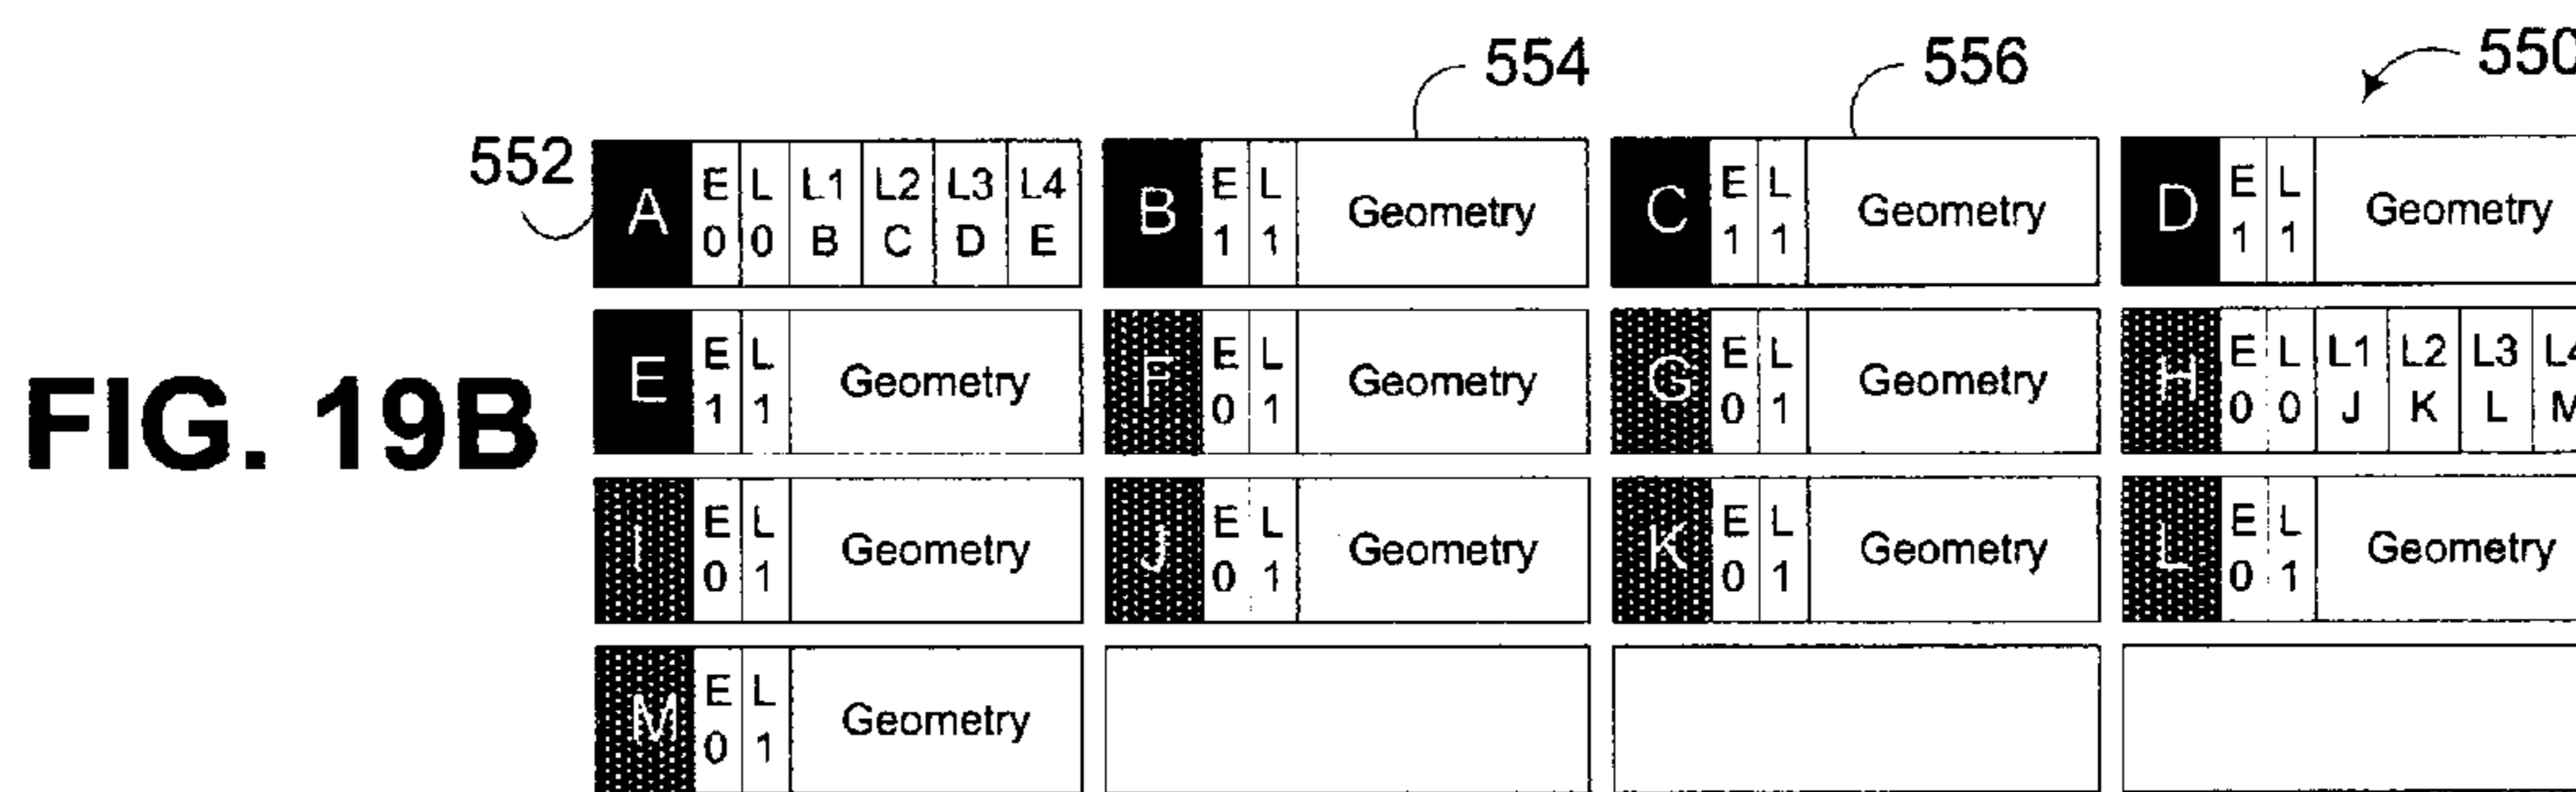 554 556 550
552
A E L L1 L2 L3 L4 B E L Geometry C E L Geometry D E L Geometry
0 0 B C D E 1 1 1 1 1 1
FIG. 19B
E E L Geometry F E L Geometry G E L Geometry H E L L1 L2 L3 L4
1 1 0 1 0 1 0 0 J K L M
I E L Geometry J E L Geometry K E L Geometry L E L Geometry
0 1 0 1 0 1 0 1
M E L Geometry
0 1